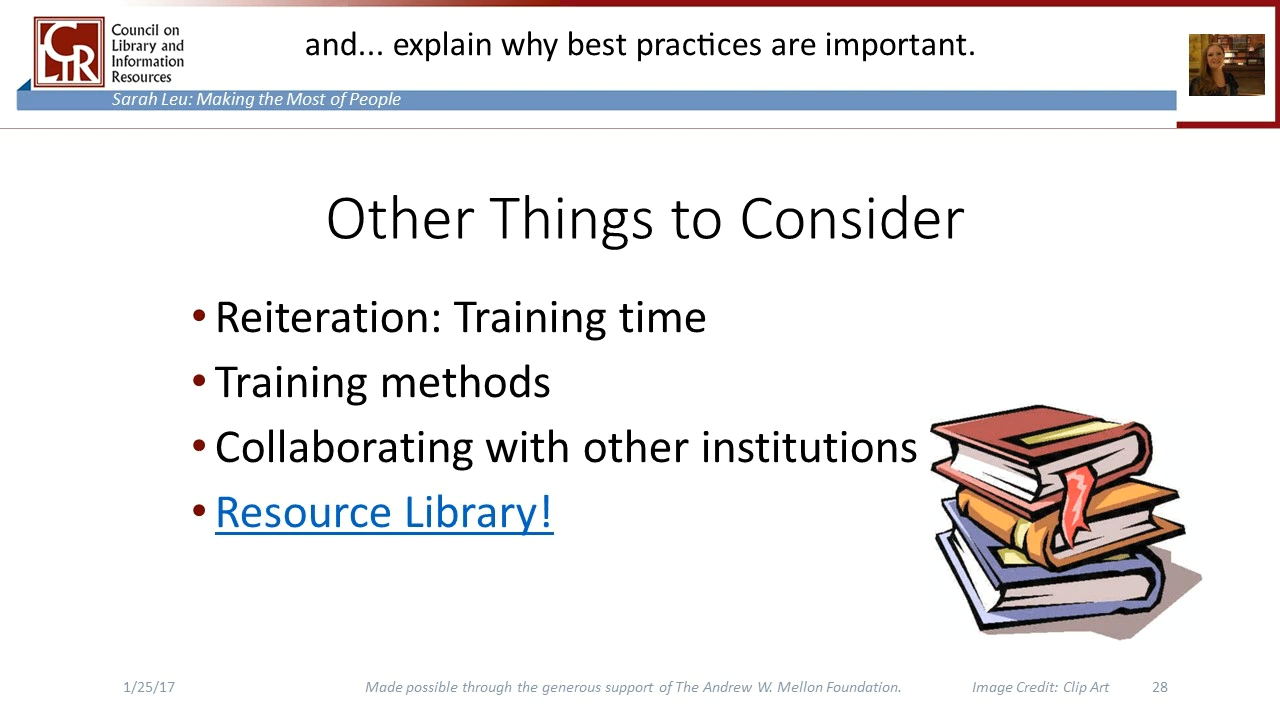 CLIR
Council on
Library and
Information
Resources
and... explain why best practices are important.
Sarah Leu: Making the Most of People
Other Things to Consider
• Reiteration: Training time
• Training methods
• Collaborating with other institutions
• Resource Library!
1/25/17
Made possible through the generous support of The Andrew W. Mellon Foundation.
Image Credit: Clip Art
28